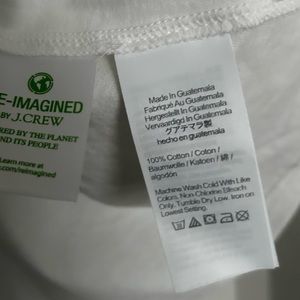 E-IMAGINED
BY J.CREW
RED BY THE PLANET
ND ITS PEOPLE
Learn more at
w.com/reimagined
Made In Guatemala
Fabriqué Au Guatemala
Hergestellt In Guatemala
Vervaardigd In Guatemala
グアテマラ製
hecho en guatemala
100% Cotton / Coton /
Baumwolle / Katoen / 綿 /
algodón
Machine Wash Cold With Like
Colors. Non-Chlorine Bleach
Only. Tumble Dry Low. Iron on
Lowest Setting.